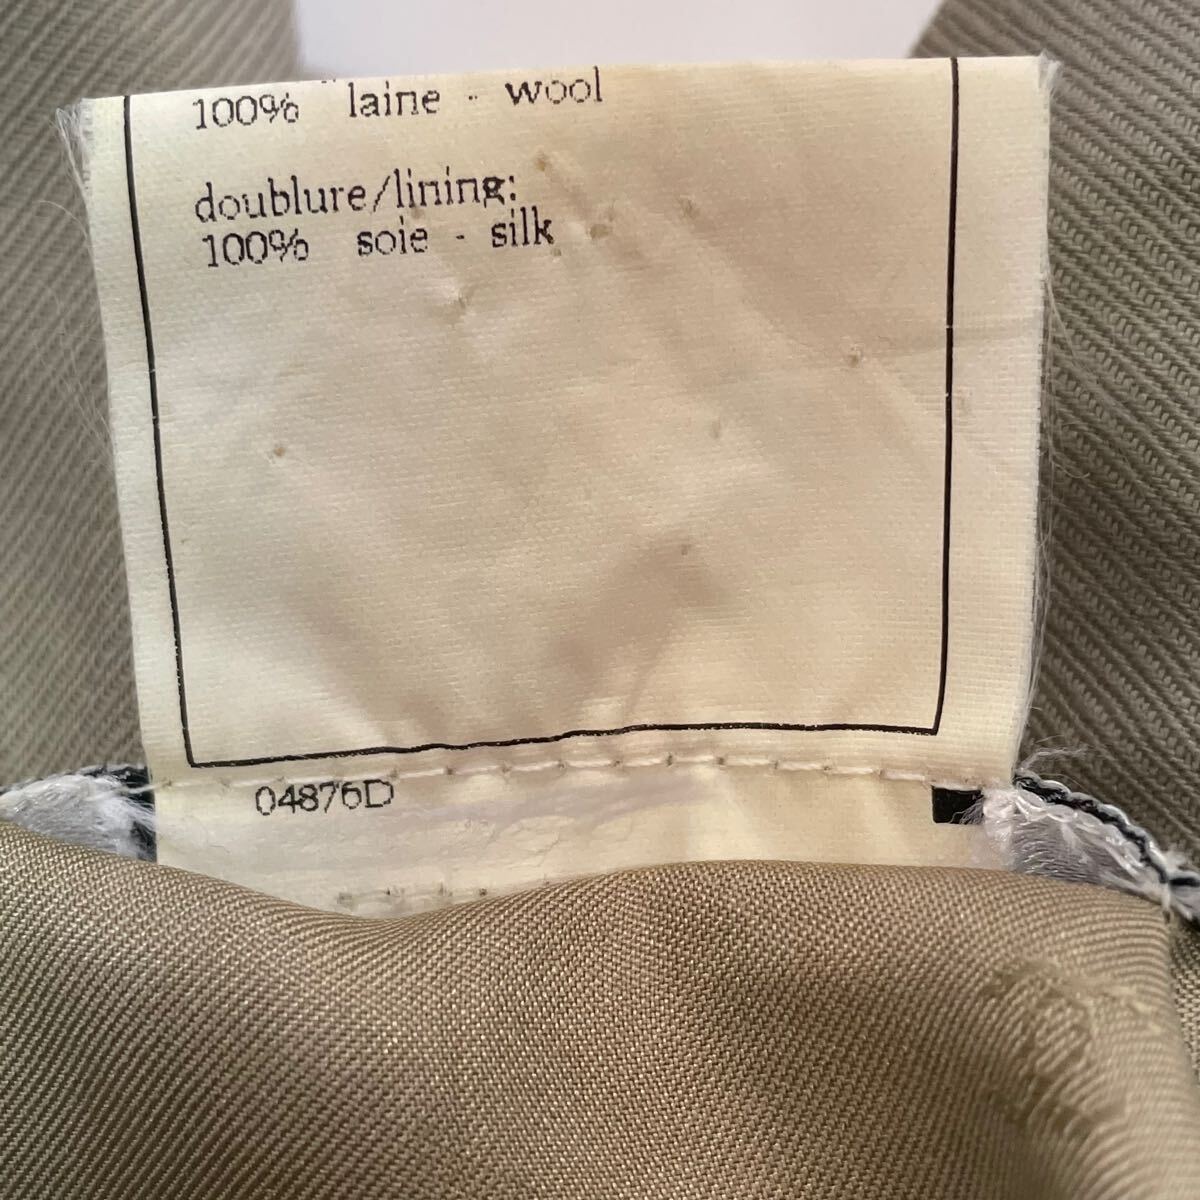 100% laine - wool
doublure/lining:
100% soie - silk
04876D